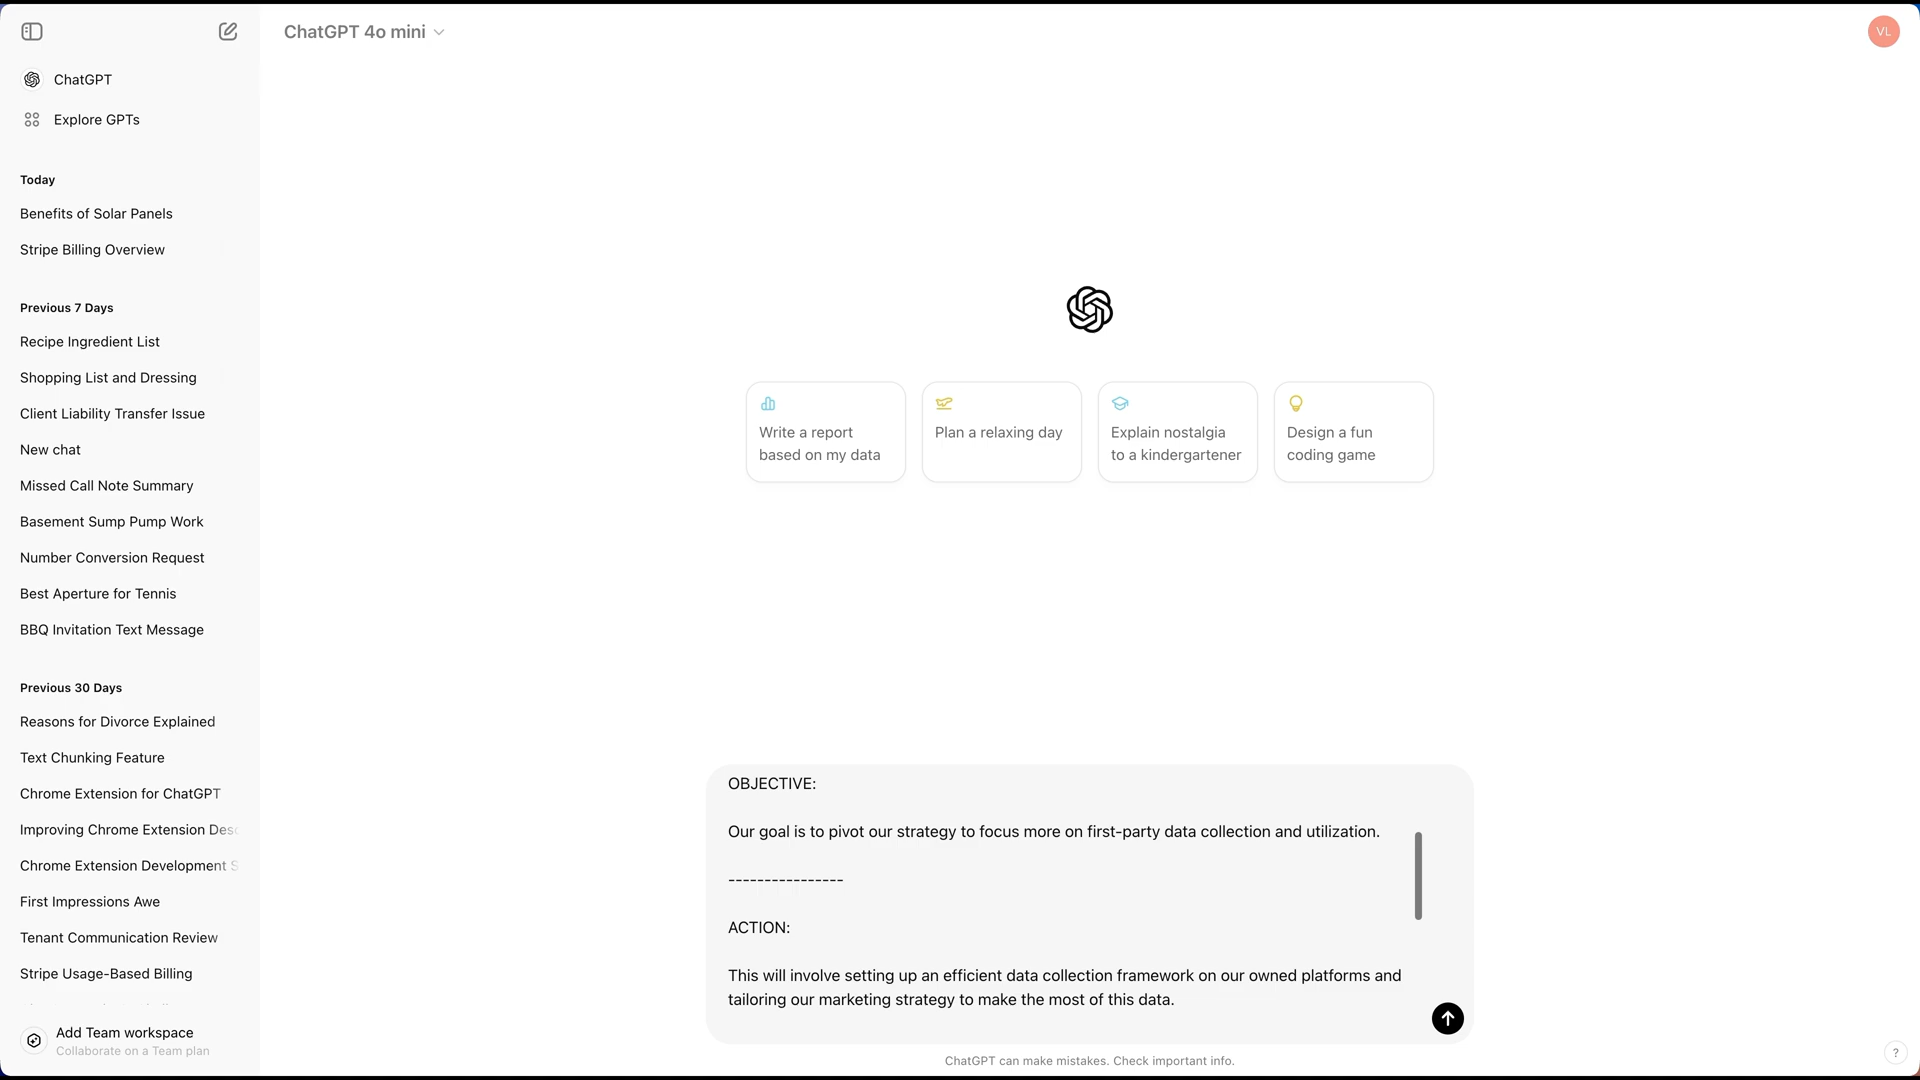 ChatGPT 4o mini
VL
ChatGPT
Explore GPTs
Today
Benefits of Solar Panels
Stripe Billing Overview
Previous 7 Days
Recipe Ingredient List
Shopping List and Dressing
Client Liability Transfer Issue
New chat
Missed Call Note Summary
Basement Sump Pump Work
Number Conversion Request
Best Aperture for Tennis
BBQ Invitation Text Message
Previous 30 Days
Reasons for Divorce Explained
Text Chunking Feature
Chrome Extension for ChatGPT
Improving Chrome Extension Desc
Chrome Extension Development S
First Impressions Awe
Tenant Communication Review
Stripe Usage-Based Billing
Add Team workspace
Collaborate on a Team plan
Write a report
based on my data
Plan a relaxing day
Explain nostalgia
to a kindergartener
Design a fun
coding game
OBJECTIVE:
Our goal is to pivot our strategy to focus more on first-party data collection and utilization.
----------------
ACTION:
This will involve setting up an efficient data collection framework on our owned platforms and
tailoring our marketing strategy to make the most of this data.
ChatGPT can make mistakes. Check important info.
?